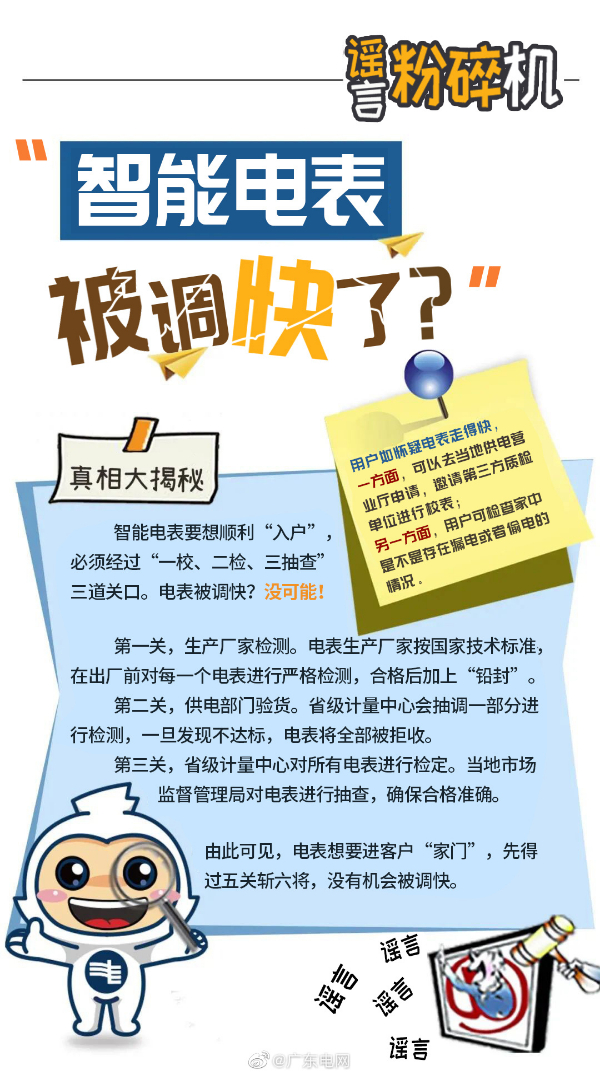 谣言粉碎机
“智能电表
被调快了？”
真相大揭秘
用户如怀疑电表走得快，
一方面，可以去当地供电营
业厅申请，邀请第三方质检
单位进行校表；
另一方面，用户可检查家中
是不是存在漏电或者偷电的
情况。
智能电表要想顺利“入户”，
必须经过“一校、二检、三抽查”
三道关口。电表被调快？没可能！
第一关，生产厂家检测。电表生产厂家按国家技术标准，
在出厂前对每一个电表进行严格检测，合格后加上“铅封”。
第二关，供电部门验货。省级计量中心会抽调一部分进
行检测，一旦发现不达标，电表将全部被拒收。
第三关，省级计量中心对所有电表进行检定。当地市场
监督管理局对电表进行抽查，确保合格准确。
由此可见，电表想要进客户“家门”，先得
过五关斩六将，没有机会被调快。
谣言
谣言
谣言
谣言
@广东电网